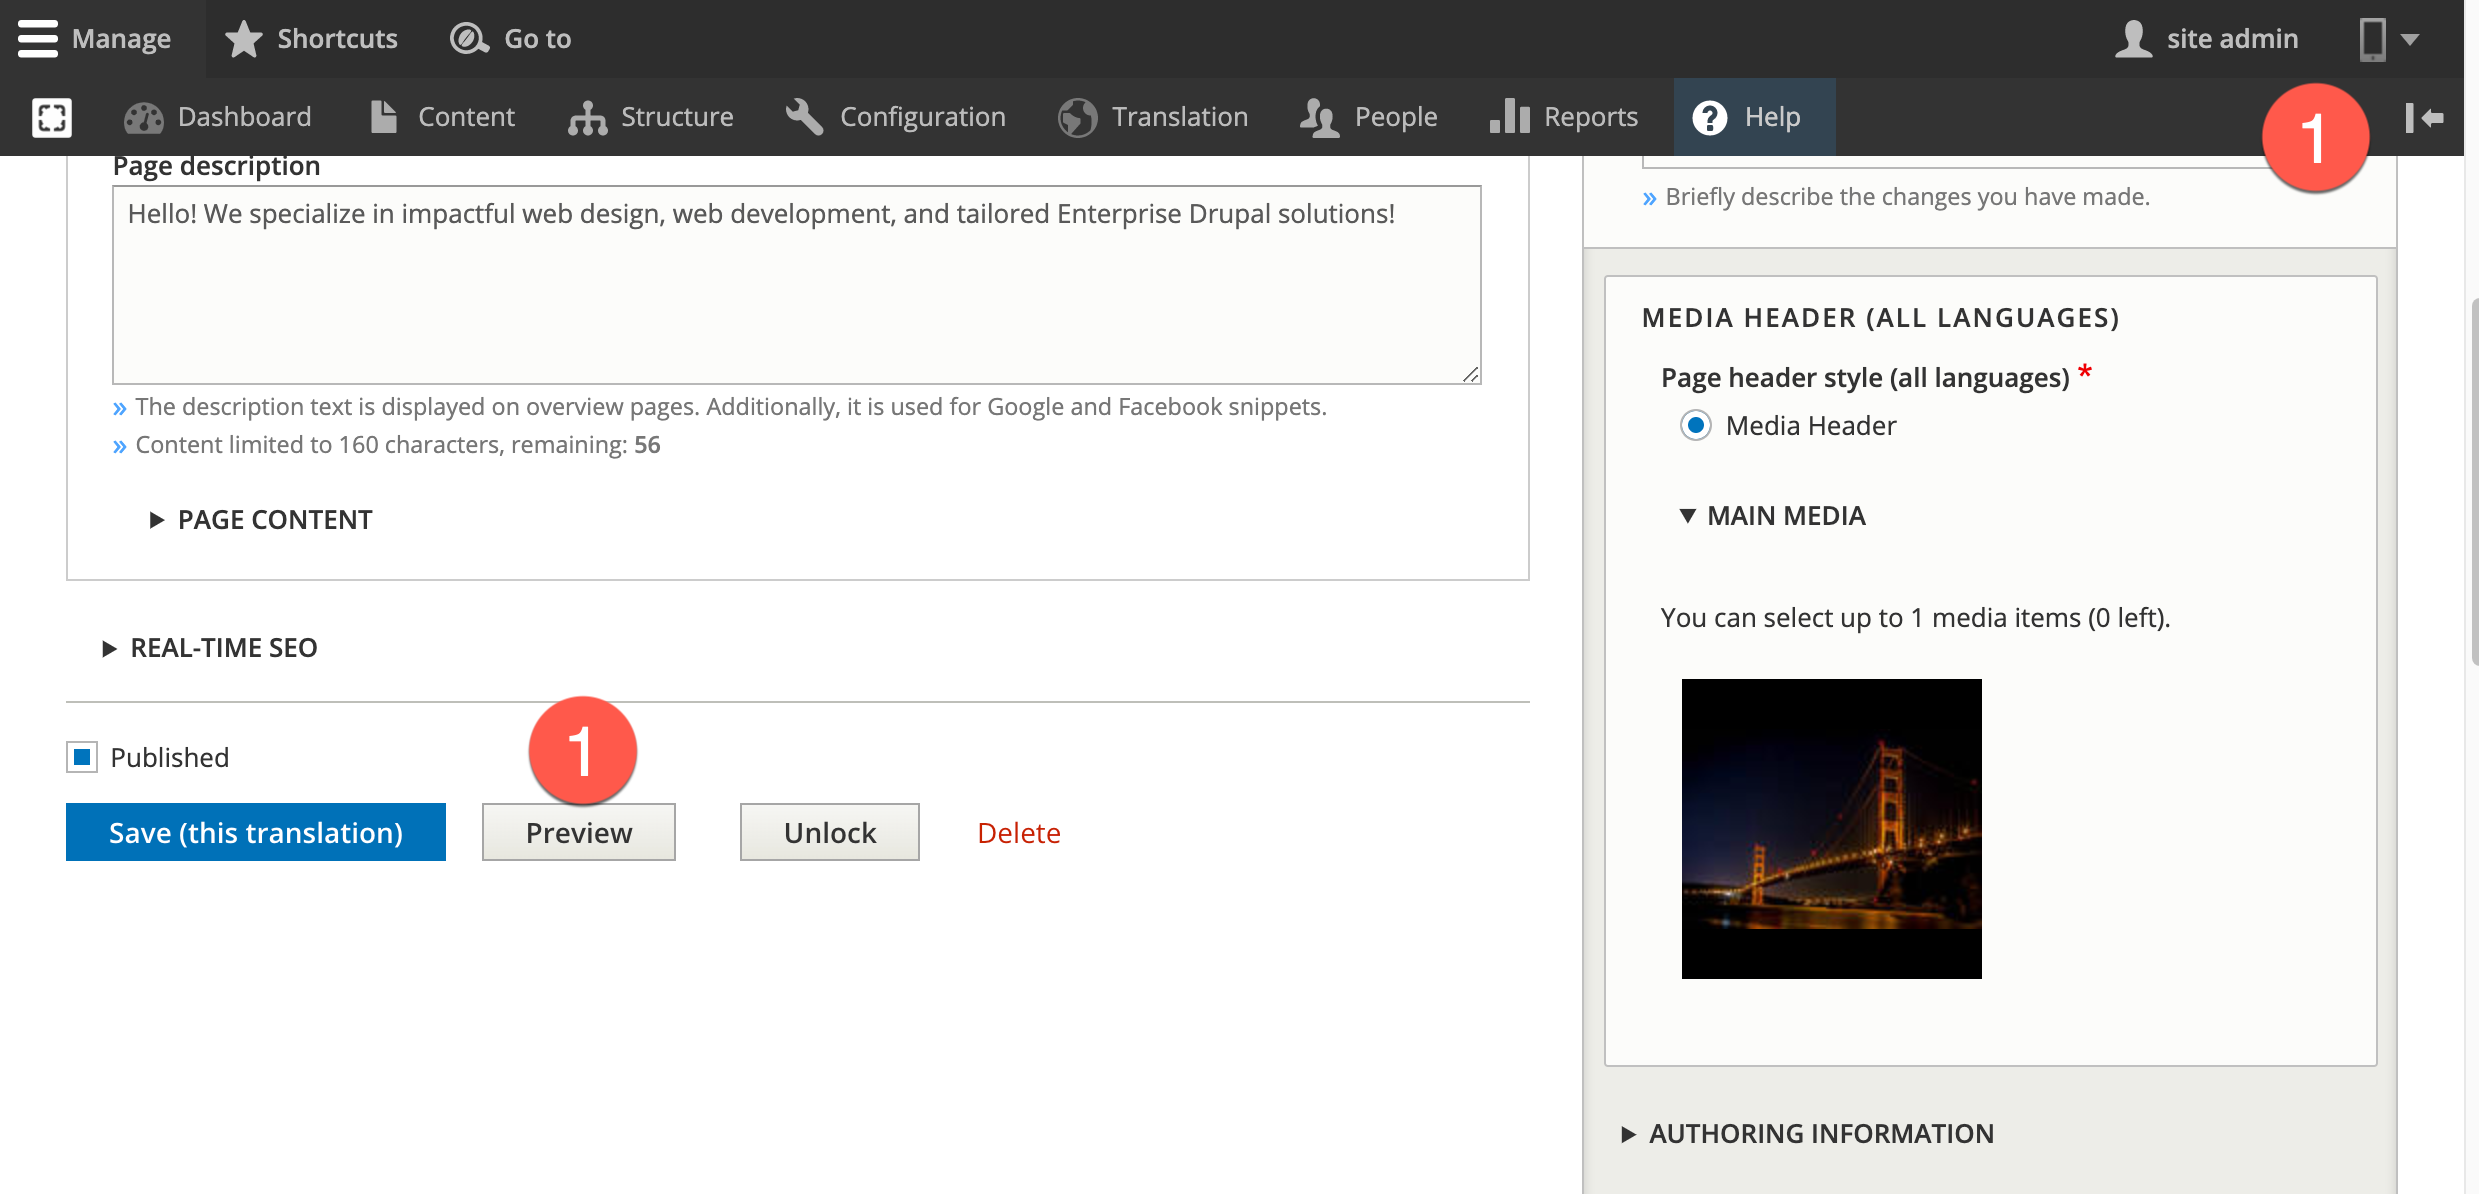 Manage Shortcuts Go to site admin
Dashboard Content Structure Configuration Translation People Reports Help 1
Page description
Hello! We specialize in impactful web design, web development, and tailored Enterprise Drupal solutions!
» The description text is displayed on overview pages. Additionally, it is used for Google and Facebook snippets.
» Content limited to 160 characters, remaining: 56
PAGE CONTENT
REAL-TIME SEO
1
Published
Save (this translation) Preview Unlock Delete
» Briefly describe the changes you have made.
MEDIA HEADER (ALL LANGUAGES)
Page header style (all languages) *
Media Header
MAIN MEDIA
You can select up to 1 media items (0 left).
AUTHORING INFORMATION